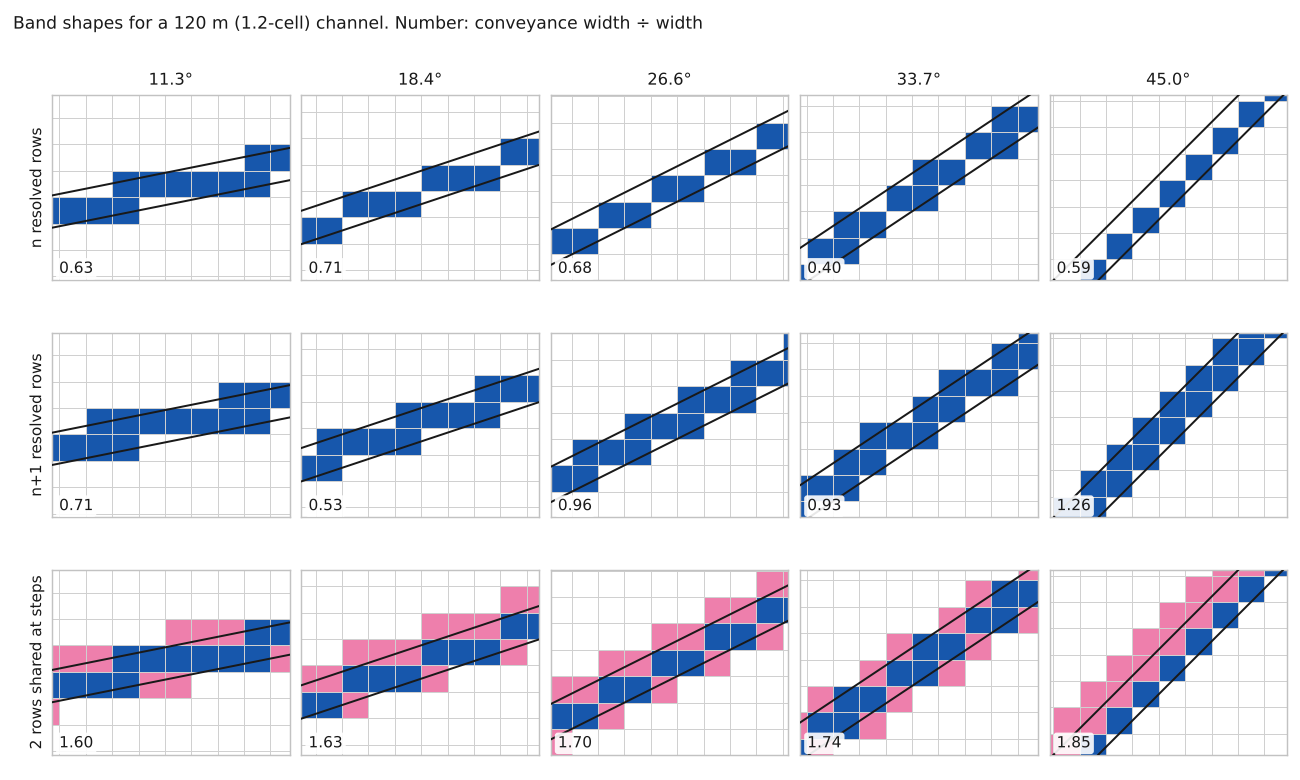 Band shapes for a 120 m (1.2-cell) channel. Number: conveyance width ÷ width
11.3° 18.4° 26.6° 33.7° 45.0°
n resolved rows
0.63 0.71 0.68 0.40 0.59
n+1 resolved rows
0.71 0.53 0.96 0.93 1.26
2 rows shared at steps
1.60 1.63 1.70 1.74 1.85